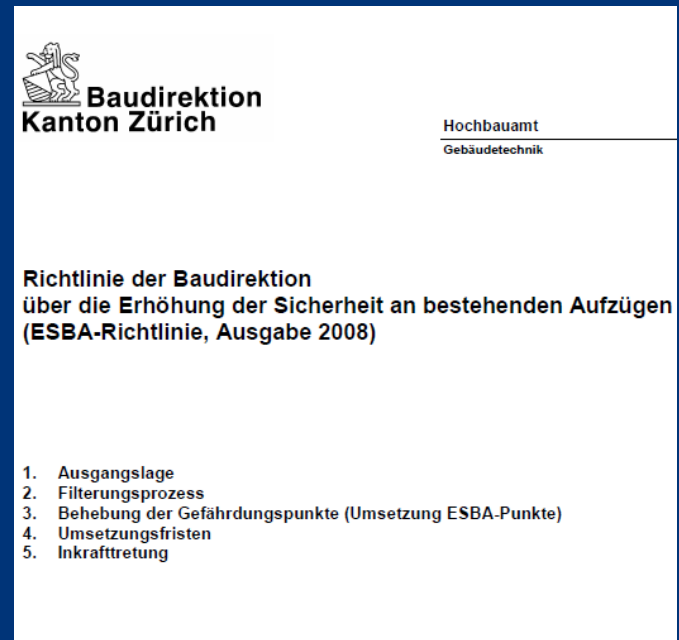 Baudirektion
Kanton Zürich
Hochbauamt
Gebäudetechnik
Richtlinie der Baudirektion
über die Erhöhung der Sicherheit an bestehenden Aufzügen
(ESBA-Richtlinie, Ausgabe 2008)
1. Ausgangslage
2. Filterungsprozess
3. Behebung der Gefährdungspunkte (Umsetzung ESBA-Punkte)
4. Umsetzungsfristen
5. Inkrafttretung